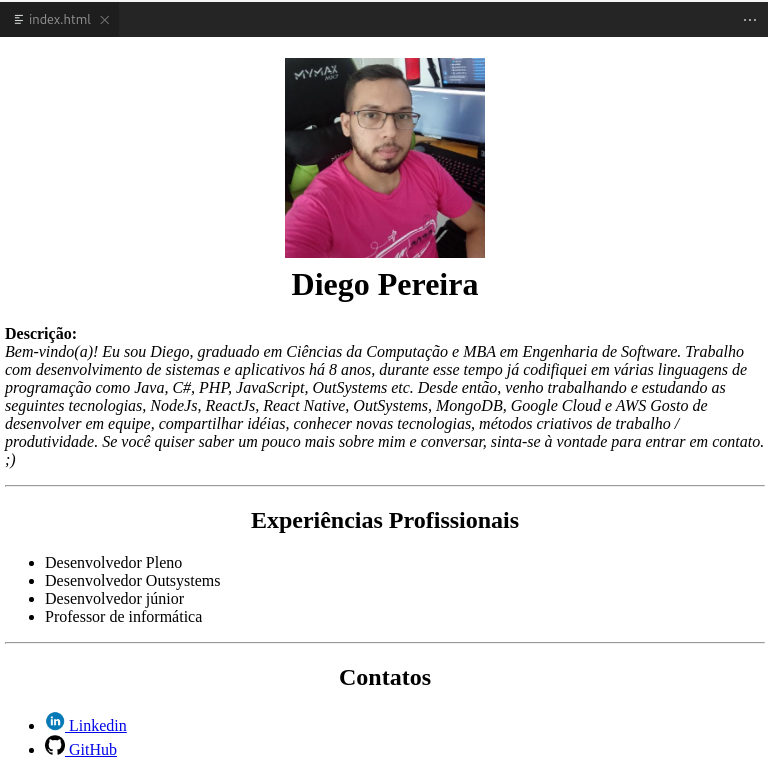 index.html
MYMAX
Diego Pereira
Descrição:
Bem-vindo(a)! Eu sou Diego, graduado em Ciências da Computação e MBA em Engenharia de Software. Trabalho
com desenvolvimento de sistemas e aplicativos há 8 anos, durante esse tempo já codifiquei em várias linguagens de
programação como Java, C#, PHP, JavaScript, OutSystems etc. Desde então, venho trabalhando e estudando as
seguintes tecnologias, NodeJs, ReactJs, React Native, OutSystems, MongoDB, Google Cloud e AWS Gosto de
desenvolver em equipe, compartilhar idéias, conhecer novas tecnologias, métodos criativos de trabalho /
produtividade. Se você quiser saber um pouco mais sobre mim e conversar, sinta-se à vontade para entrar em contato.
;)
Experiências Profissionais
Desenvolvedor Pleno
Desenvolvedor Outsystems
Desenvolvedor júnior
Professor de informática
Contatos
in Linkedin
GitHub